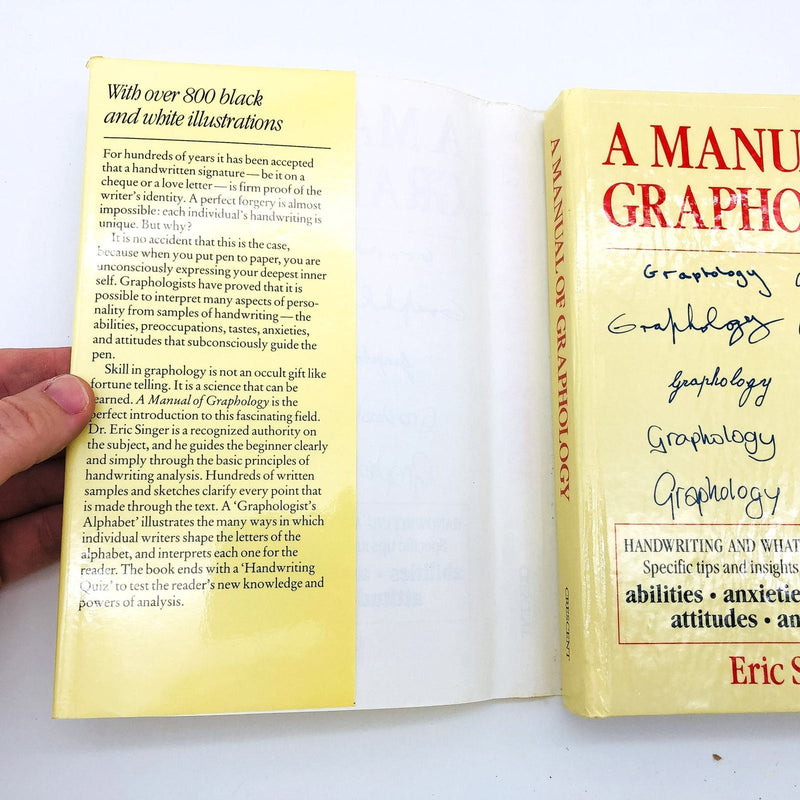 With over 800 black
and white illustrations
For hundreds of years it has been accepted
that a handwritten signature — be it on a
cheque or a love letter — is firm proof of the
writer's identity. A perfect forgery is almost
impossible: each individual's handwriting is
unique. But why?
It is no accident that this is the case,
because when you put pen to paper, you are
unconsciously expressing your deepest inner
self. Graphologists have proved that it is
possible to interpret many aspects of perso-
nality from samples of handwriting — the
abilities, preoccupations, tastes, anxieties,
and attitudes that subconsciously guide the
pen.
Skill in graphology is not an occult gift like
fortune telling. It is a science that can be
earned. A Manual of Graphology is the
perfect introduction to this fascinating field.
Dr. Eric Singer is a recognized authority on
the subject, and he guides the beginner clearly
and simply through the basic principles of
handwriting analysis. Hundreds of written
samples and sketches clarify every point that
is made through the text. A 'Graphologist's
Alphabet' illustrates the many ways in which
individual writers shape the letters of the
alphabet, and interprets each one for the
reader. The book ends with a 'Handwriting
Quiz' to test the reader's new knowledge and
powers of analysis.
A MANUAL OF GRAPHOLOGY
CRESCENT
A MANUA
GRAPHO
Graphology
Graphology
Graphology
Graphology
Graphology
HANDWRITING AND WHAT
Specific tips and insights
abilities • anxietie
attitudes • an
Eric S